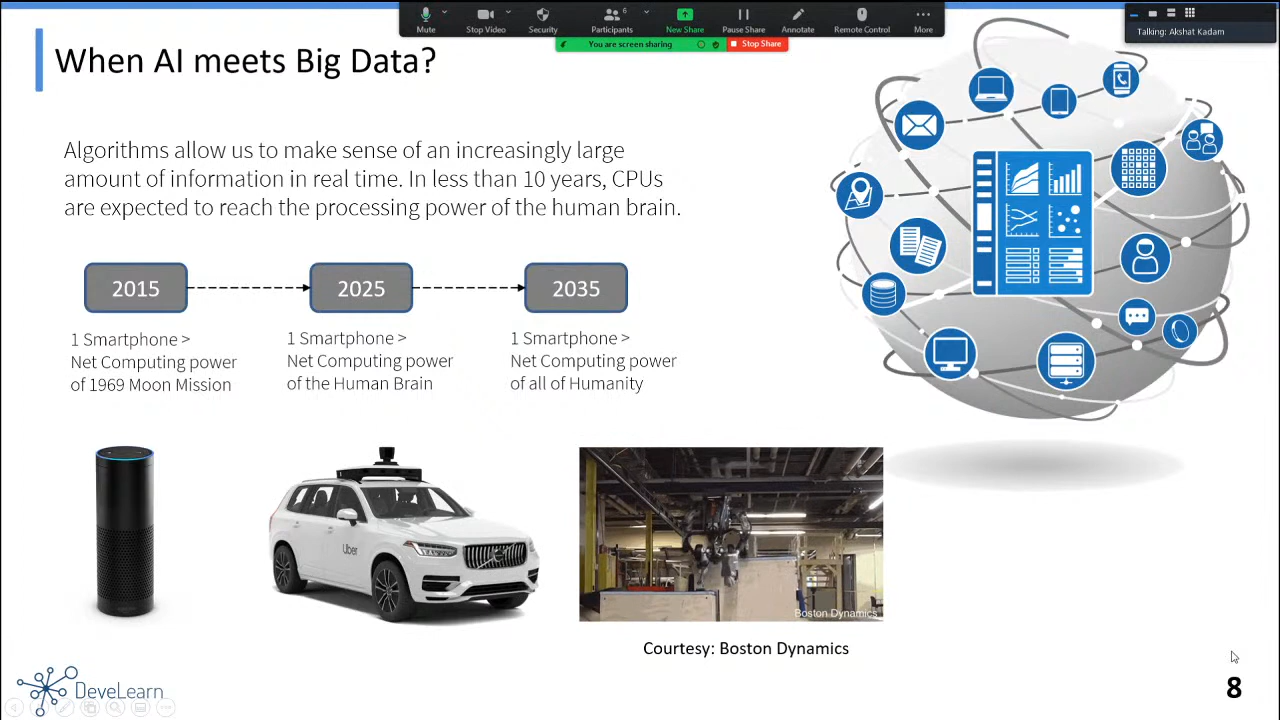 Mute
Stop Video
Security
Participants
6
New Share
Pause Share
Annotate
Remote Control
More
You are screen sharing
Stop Share
Talking: Akshat Kadam
When AI meets Big Data?
Algorithms allow us to make sense of an increasingly large
amount of information in real time. In less than 10 years, CPUs
are expected to reach the processing power of the human brain.
2015
2025
2035
1 Smartphone >
Net Computing power
of 1969 Moon Mission
1 Smartphone >
Net Computing power
of the Human Brain
1 Smartphone >
Net Computing power
of all of Humanity
Uber
Boston Dynamics
Courtesy: Boston Dynamics
DeveLearn
8